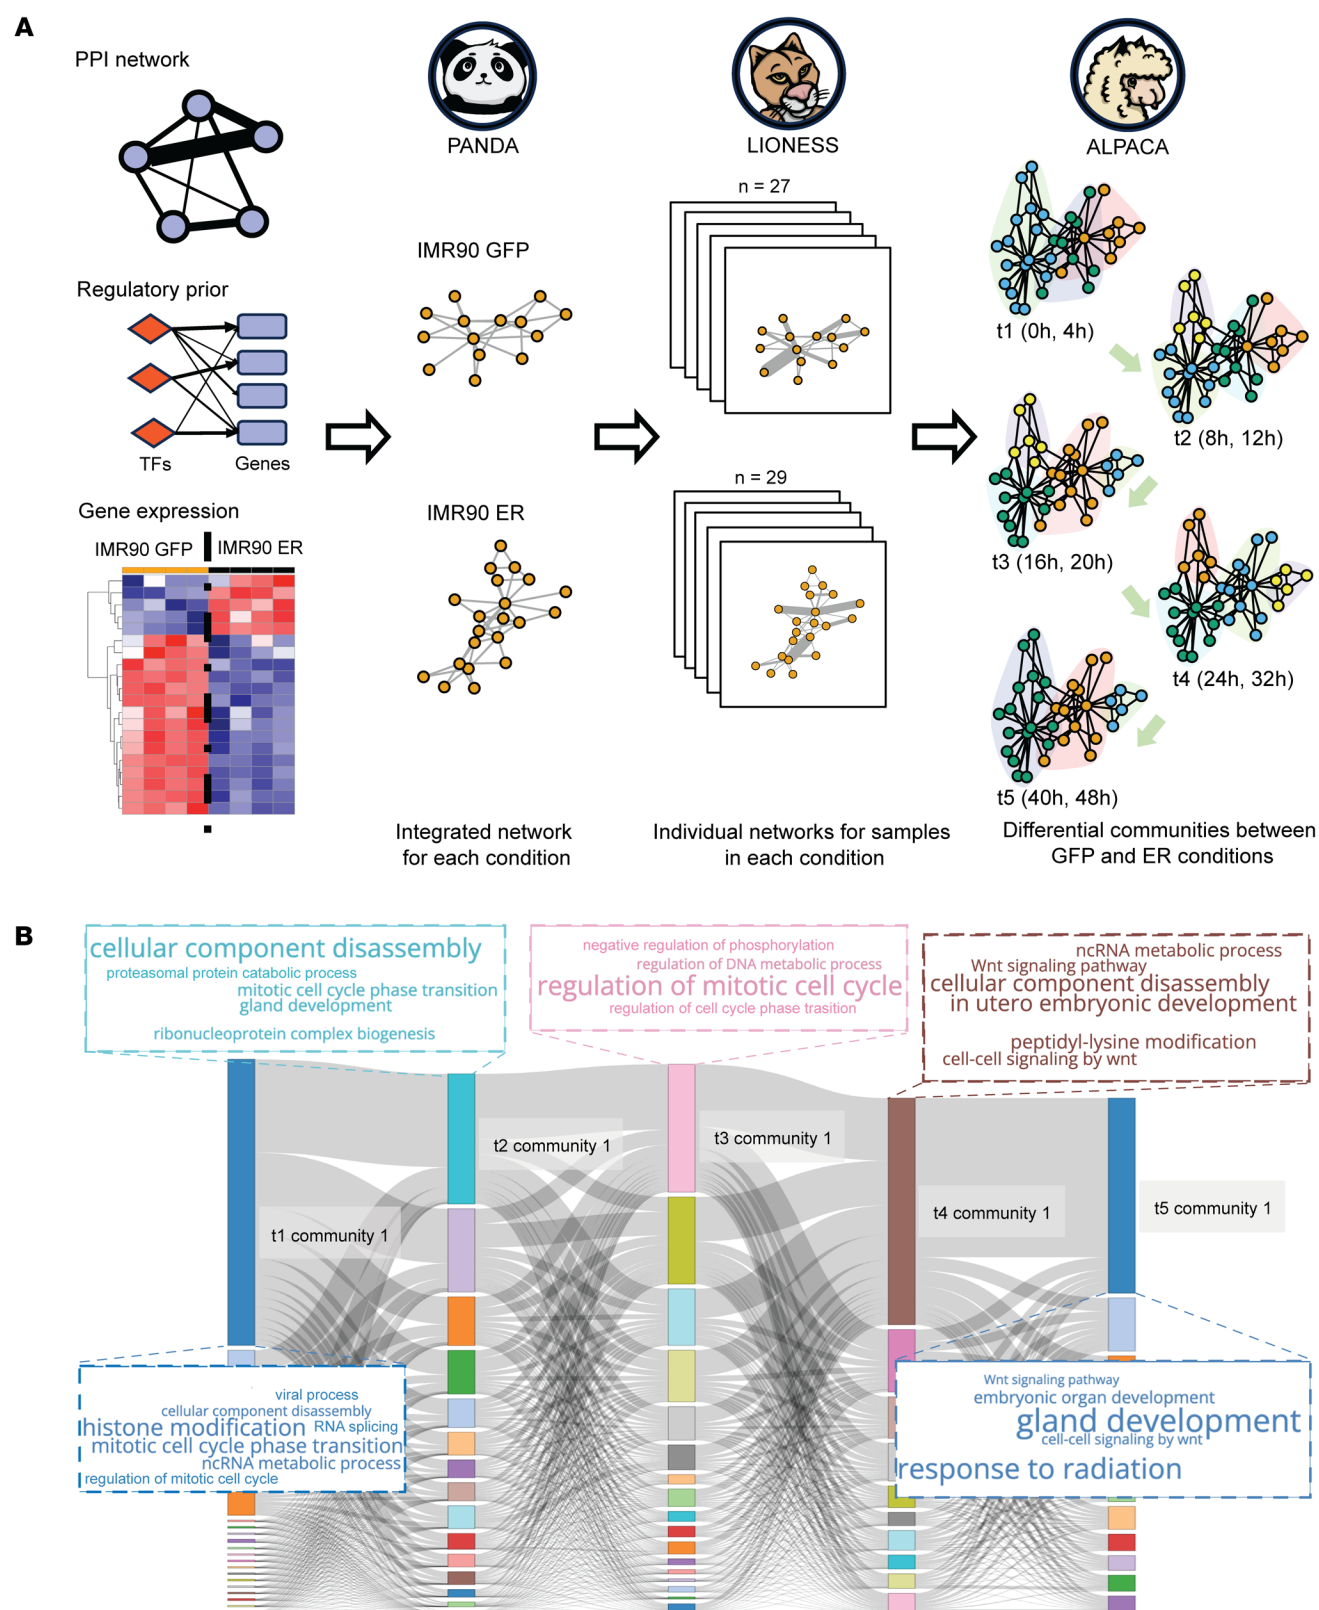 A
PPI network
PANDA
LIONESS
ALPACA
n = 27
IMR90 GFP
Regulatory prior
TFs
Genes
t1 (0h, 4h)
t2 (8h, 12h)
n = 29
IMR90 ER
Gene expression
IMR90 GFP
IMR90 ER
t3 (16h, 20h)
t4 (24h, 32h)
t5 (40h, 48h)
Integrated network
for each condition
Individual networks for samples
in each condition
Differential communities between
GFP and ER conditions
B
cellular component disassembly
proteasomal protein catabolic process
mitotic cell cycle phase transition
gland development
ribonucleoprotein complex biogenesis
negative regulation of phosphorylation
regulation of DNA metabolic process
regulation of mitotic cell cycle
regulation of cell cycle phase trasition
ncRNA metabolic process
Wnt signaling pathway
cellular component disassembly
in utero embryonic development
peptidyl-lysine modification
cell-cell signaling by wnt
t1 community 1
t2 community 1
t3 community 1
t4 community 1
t5 community 1
viral process
cellular component disassembly
histone modification RNA splicing
mitotic cell cycle phase transition
ncRNA metabolic process
regulation of mitotic cell cycle
Wnt signaling pathway
embryonic organ development
gland development
cell-cell signaling by wnt
response to radiation